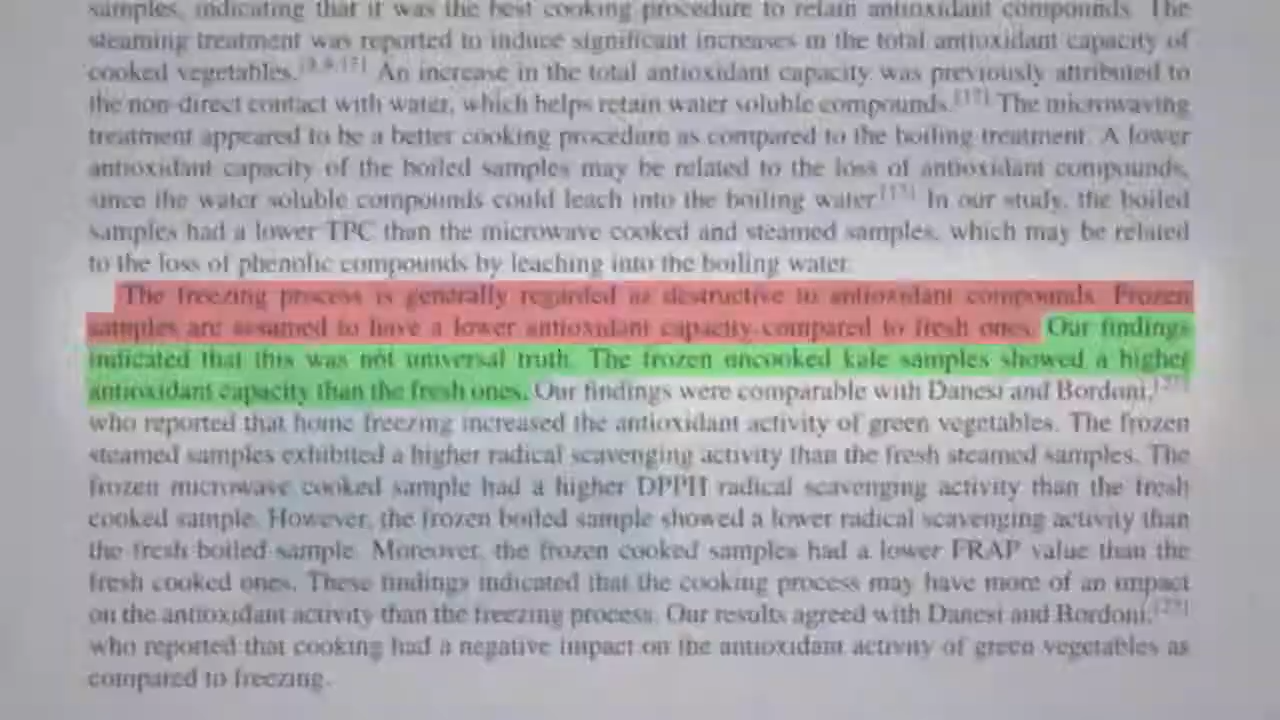 samples, indicating that it was the best cooking procedure to retain antioxidant compounds. The
steaming treatment was reported to induce significant increases in the total antioxidant capacity of
cooked vegetables. An increase in the total antioxidant capacity was previously attributed to
the non-direct contact with water, which helps retain water soluble compounds. The microwaving
treatment appeared to be a better cooking procedure as compared to the boiling treatment. A lower
antioxidant capacity of the boiled samples may be related to the loss of antioxidant compounds,
since the water soluble compounds could leach into the boiling water. In our study, the boiled
samples had a lower TPC than the microwave cooked and steamed samples, which may be related
to the loss of phenolic compounds by leaching into the boiling water.
The freezing process is generally regarded as destructive to antioxidant compounds. Frozen
samples are assumed to have a lower antioxidant capacity compared to fresh ones. Our findings
indicated that this was not universal truth. The frozen uncooked kale samples showed a higher
antioxidant capacity than the fresh ones. Our findings were comparable with Danesi and Bordoni,
who reported that home freezing increased the antioxidant activity of green vegetables. The frozen
steamed samples exhibited a higher radical scavenging activity than the fresh steamed samples. The
frozen microwave cooked sample had a higher DPPH radical scavenging activity than the fresh
cooked sample. However, the frozen boiled sample showed a lower radical scavenging activity than
the fresh boiled sample. Moreover, the frozen cooked samples had a lower FRAP value than the
fresh cooked ones. These findings indicated that the cooking process may have more of an impact
on the antioxidant activity than the freezing process. Our results agreed with Danesi and Bordoni,
who reported that cooking had a negative impact on the antioxidant activity of green vegetables as
compared to freezing.